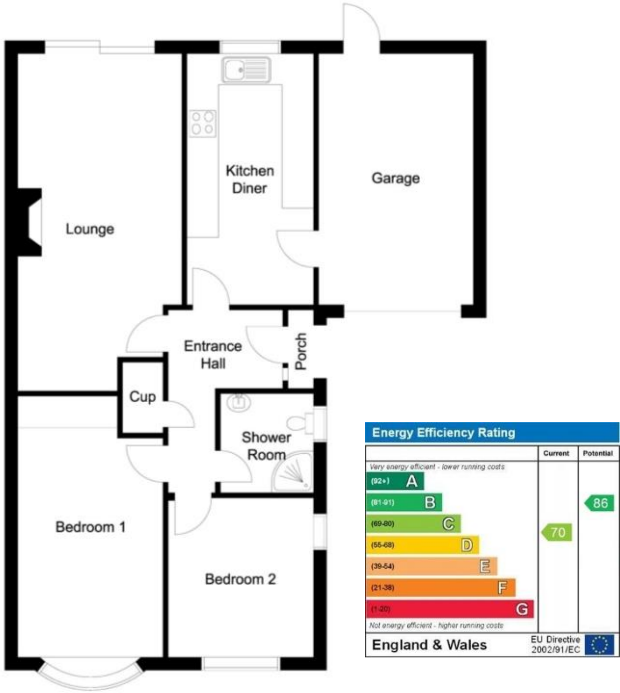 Kitchen
Diner
Garage
Lounge
Entrance
Hall
Porch
Cup
Shower
Room
Bedroom 1
Bedroom 2
Energy Efficiency Rating
Current Potential
Very energy efficient - lower running costs
(92+) A
(81-91) B
86
(69-80) C
70
(55-68) D
(39-54) E
(21-38) F
(1-20) G
Not energy efficient - higher running costs
England & Wales
EU Directive
2002/91/EC